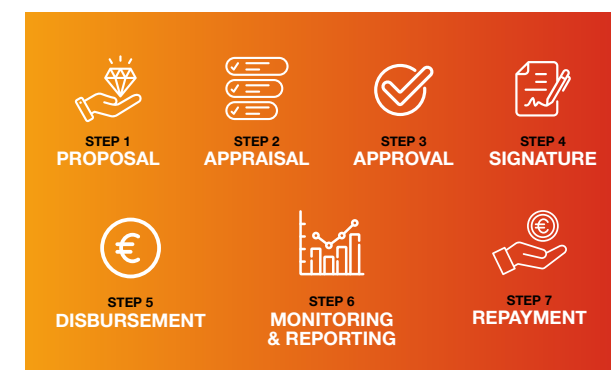 STEP 1
PROPOSAL
STEP 2
APPRAISAL
STEP 3
APPROVAL
STEP 4
SIGNATURE
€
STEP 5
DISBURSEMENT
STEP 6
MONITORING
& REPORTING
€
STEP 7
REPAYMENT